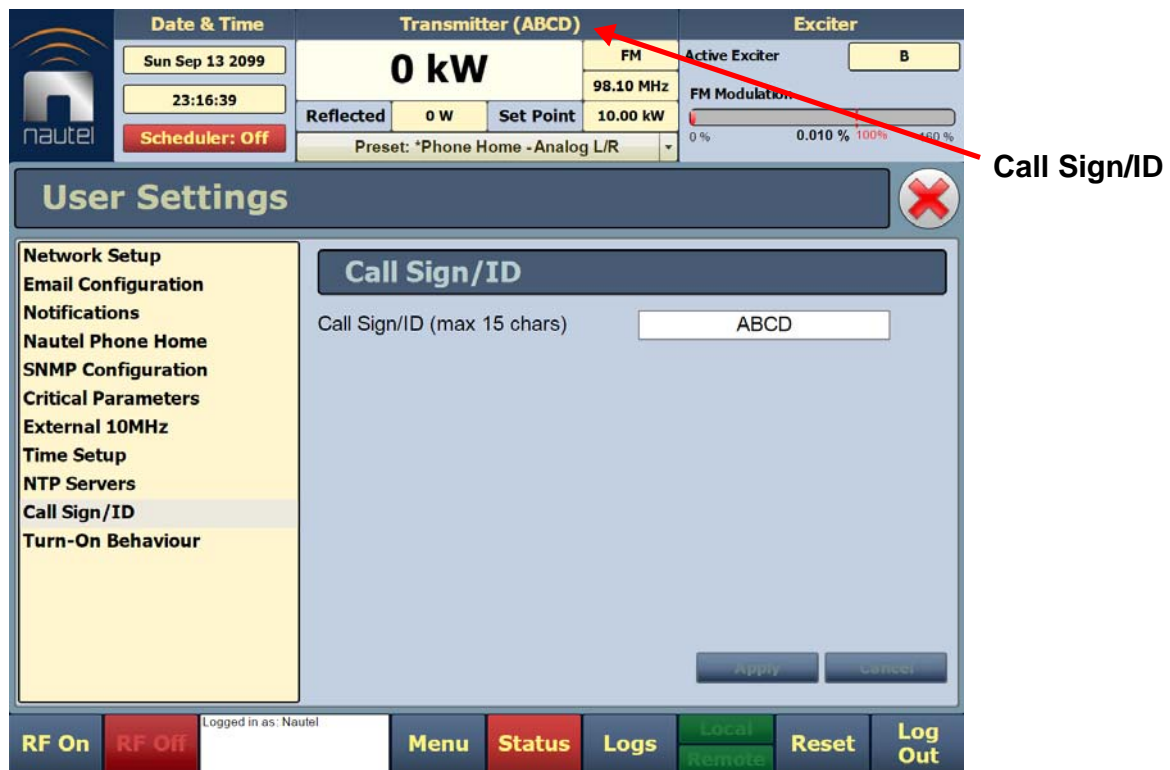 Date & Time
Transmitter (ABCD)
Exciter
Sun Sep 13 2099
23:16:39
Scheduler: Off
nautel
0 kW
FM
98.10 MHz
Reflected 0 W Set Point 10.00 kW
Preset: *Phone Home - Analog L/R
Active Exciter B
FM Modulation
0 % 0.010 % 100%
Call Sign/ID
User Settings
Network Setup
Email Configuration
Notifications
Nautel Phone Home
SNMP Configuration
Critical Parameters
External 10MHz
Time Setup
NTP Servers
Call Sign/ID
Turn-On Behaviour
Call Sign/ID
Call Sign/ID (max 15 chars) ABCD
Apply Cancel
RF On
RF Off
Logged in as: Nautel
Menu
Status
Logs
Local
Remote
Reset
Log
Out